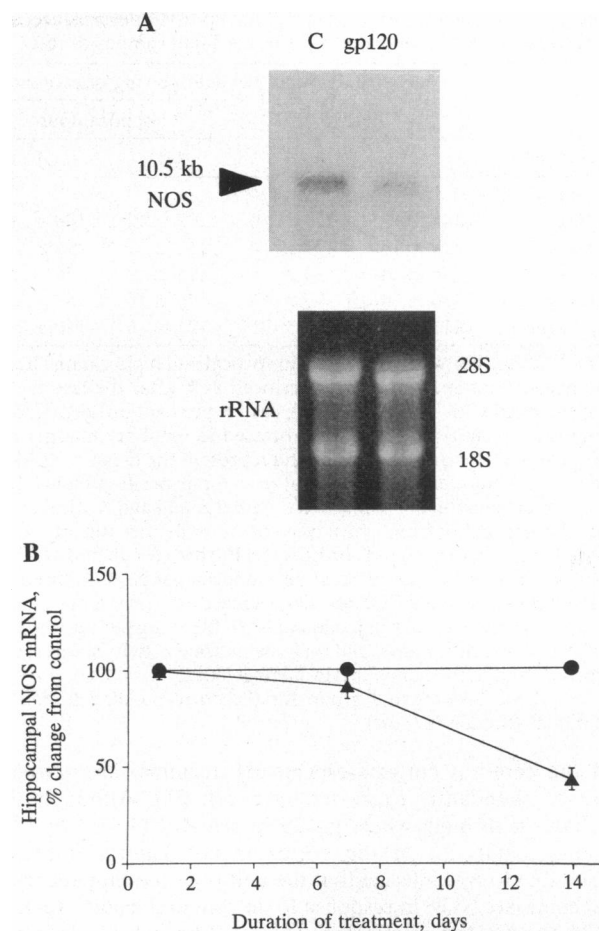 A
C gp120
10.5 kb
NOS
28S
rRNA
18S
B
Hippocampal NOS mRNA,
% change from control
150
100
50
0
0 2 4 6 8 10 12 14
Duration of treatment, days